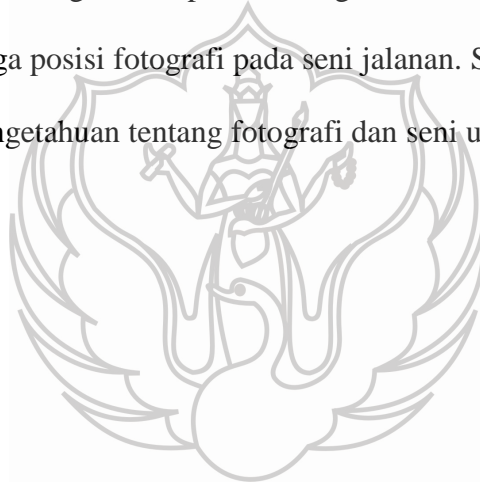 ga posisi fotografi pada seni jalanan. S
ngetahuan tentang fotografi dan seni u